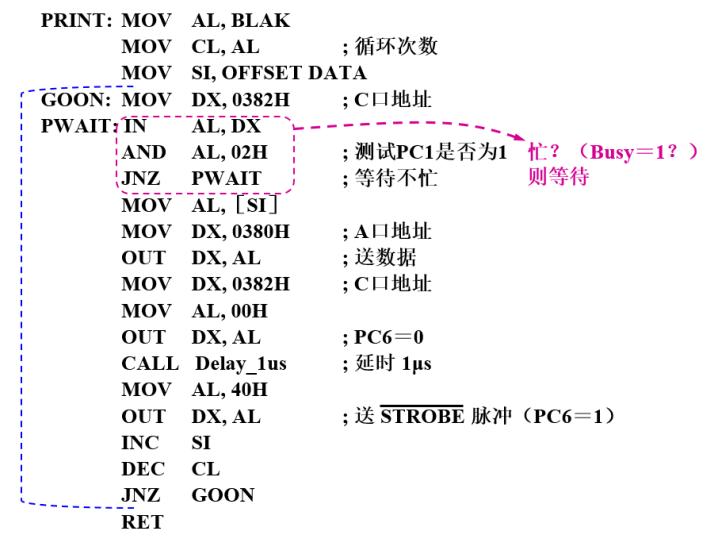 PRINT: MOV AL, BLAK
MOV CL, AL ; 循环次数
MOV SI, OFFSET DATA
GOON: MOV DX, 0382H ; C口地址
PWAIT: IN AL, DX
AND AL, 02H ; 测试PC1是否为1 忙？（Busy＝1？）
JNZ PWAIT ; 等待不忙 则等待
MOV AL,［SI］
MOV DX, 0380H ; A口地址
OUT DX, AL ; 送数据
MOV DX, 0382H ; C口地址
MOV AL, 00H
OUT DX, AL ; PC6＝0
CALL Delay_1us ; 延时 1μs
MOV AL, 40H
OUT DX, AL ; 送 STROBE 脉冲（PC6＝1）
INC SI
DEC CL
JNZ GOON
RET